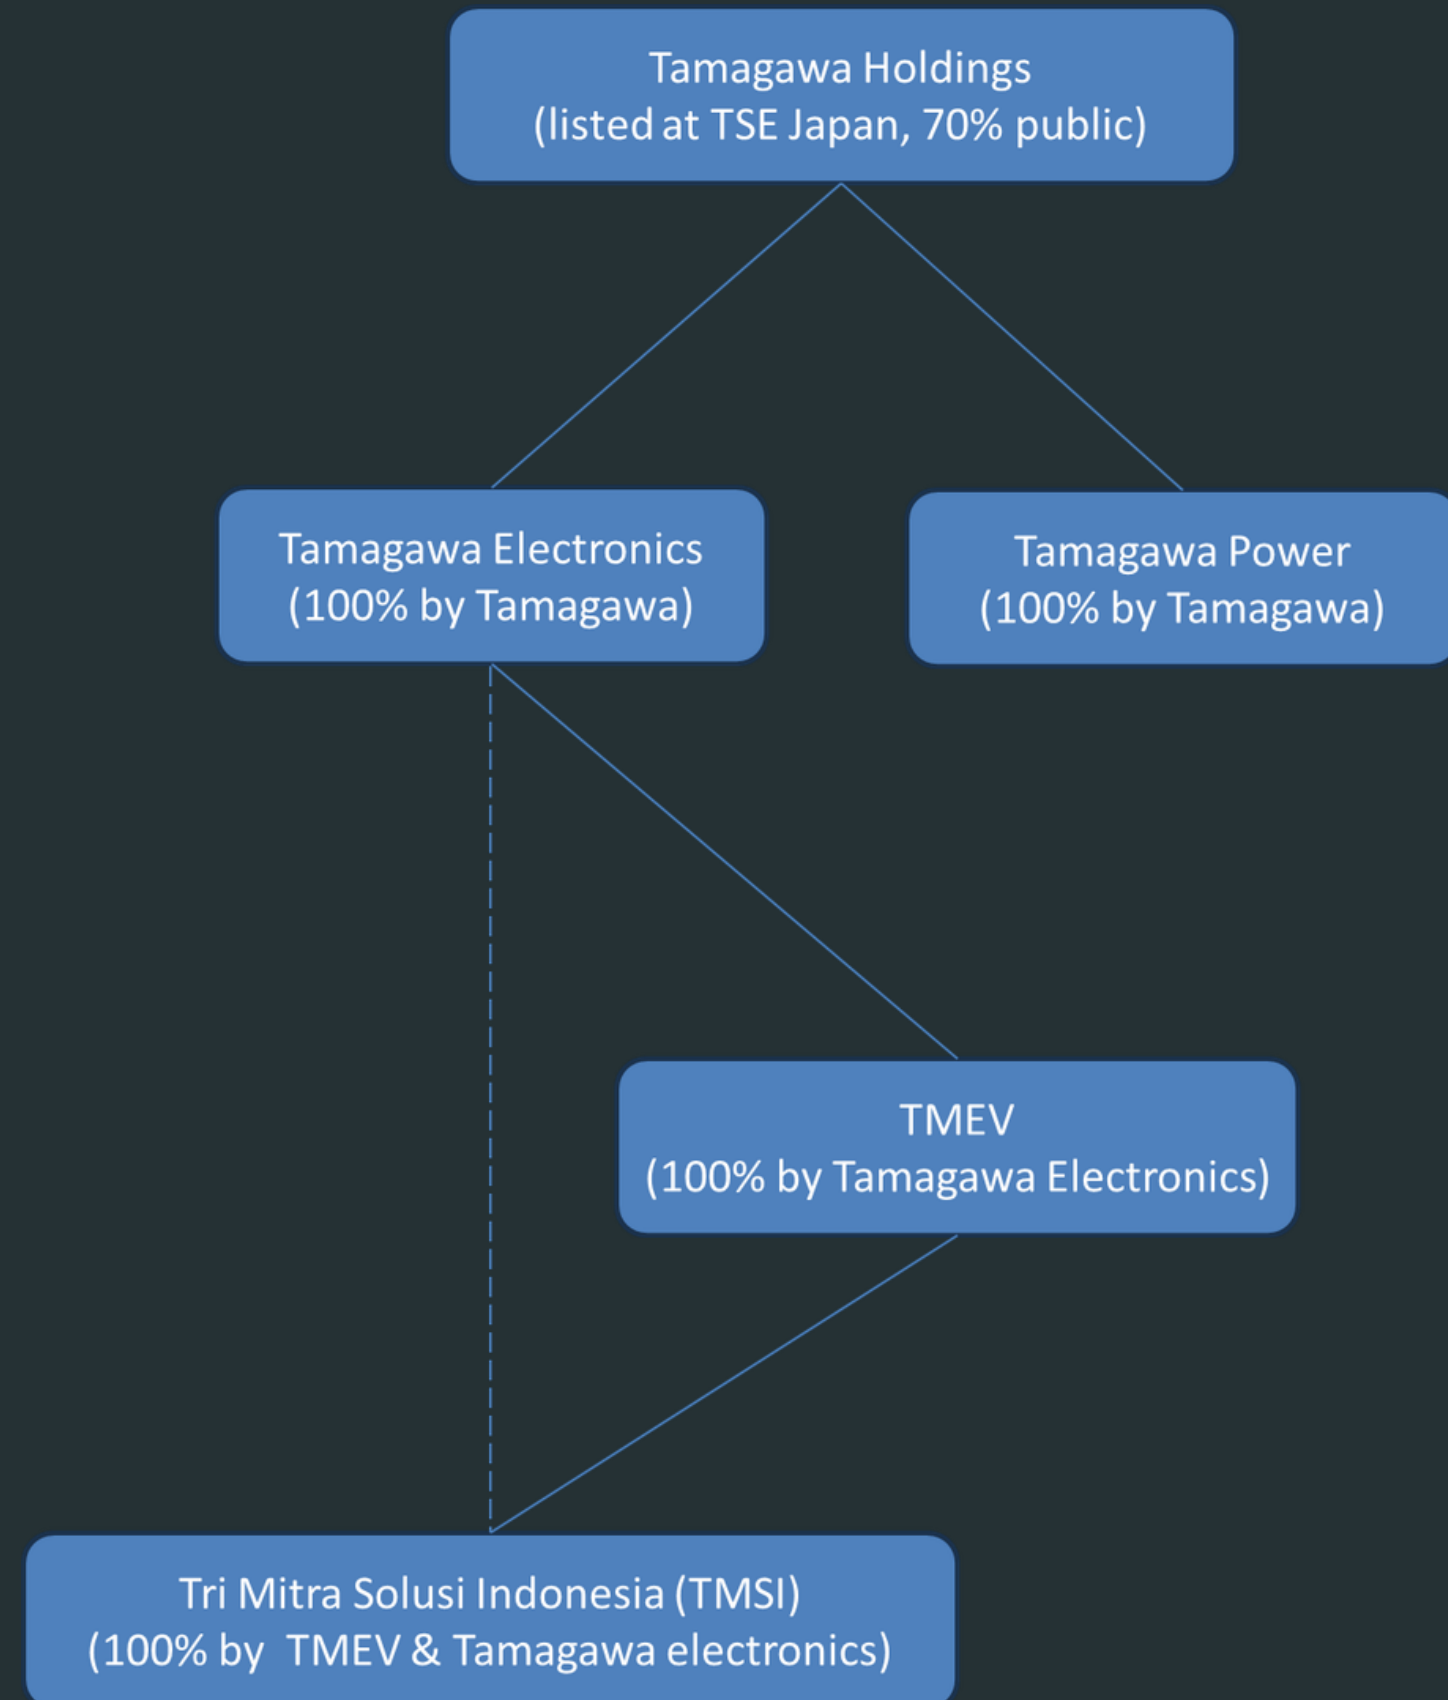 Tamagawa Holdings
(listed at TSE Japan, 70% public)
Tamagawa Electronics
(100% by Tamagawa)
Tamagawa Power
(100% by Tamagawa)
TMEV
(100% by Tamagawa Electronics)
Tri Mitra Solusi Indonesia (TMSI)
(100% by  TMEV & Tamagawa electronics)